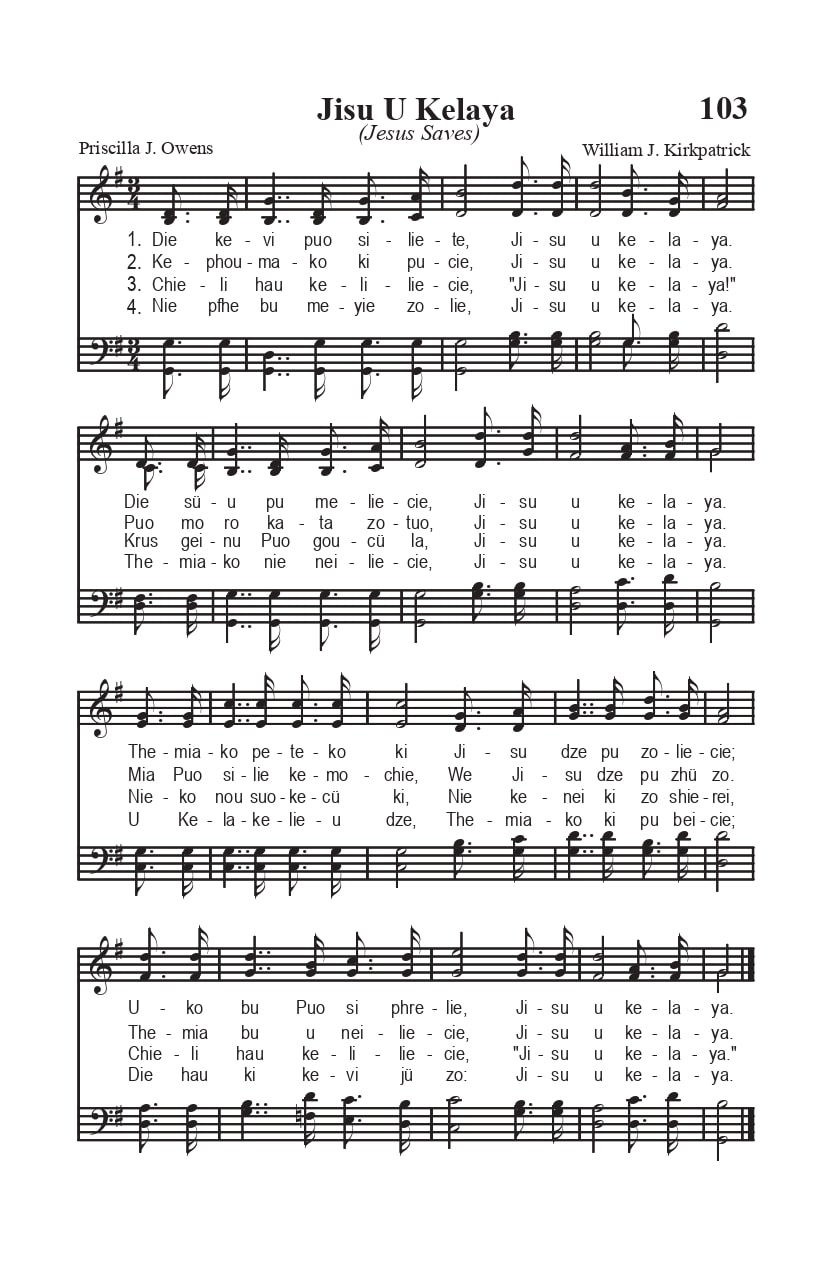 Jisu U Kelaya 103
(Jesus Saves)
Priscilla J. Owens William J. Kirkpatrick
1. Die ke - vi puo si - lie - te, Ji - su u ke - la - ya.
2. Ke - phou - ma - ko ki pu - cie, Ji - su u ke - la - ya.
3. Chie - li hau ke - li - lie - cie, "Ji - su u ke - la - ya!"
4. Nie pfhe bu me - yie zo - lie, Ji - su u ke - la - ya.
Die sü - u pu me - lie - cie, Ji - su u ke - la - ya.
Puo mo ro ka - ta zo - tuo, Ji - su u ke - la - ya.
Krus gei - nu Puo gou - cü la, Ji - su u ke - la - ya.
The - mia - ko nie nei - lie - cie, Ji - su u ke - la - ya.
The - mia - ko pe - te - ko ki Ji - su dze pu zo - lie - cie;
Mia Puo si - lie ke - mo - chie, We Ji - su dze pu zhü zo.
Nie - ko nou suo - ke - cü ki, Nie ke - nei ki zo shie - rei,
U Ke - la - ke - lie - u dze, The - mia - ko ki pu bei - cie;
U - ko bu Puo si phre - lie, Ji - su u ke - la - ya.
The - mia bu u nei - lie - cie, Ji - su u ke - la - ya.
Chie - li hau ke - li - lie - cie, "Ji - su u ke - la - ya."
Die hau ki ke - vi jü zo: Ji - su u ke - la - ya.